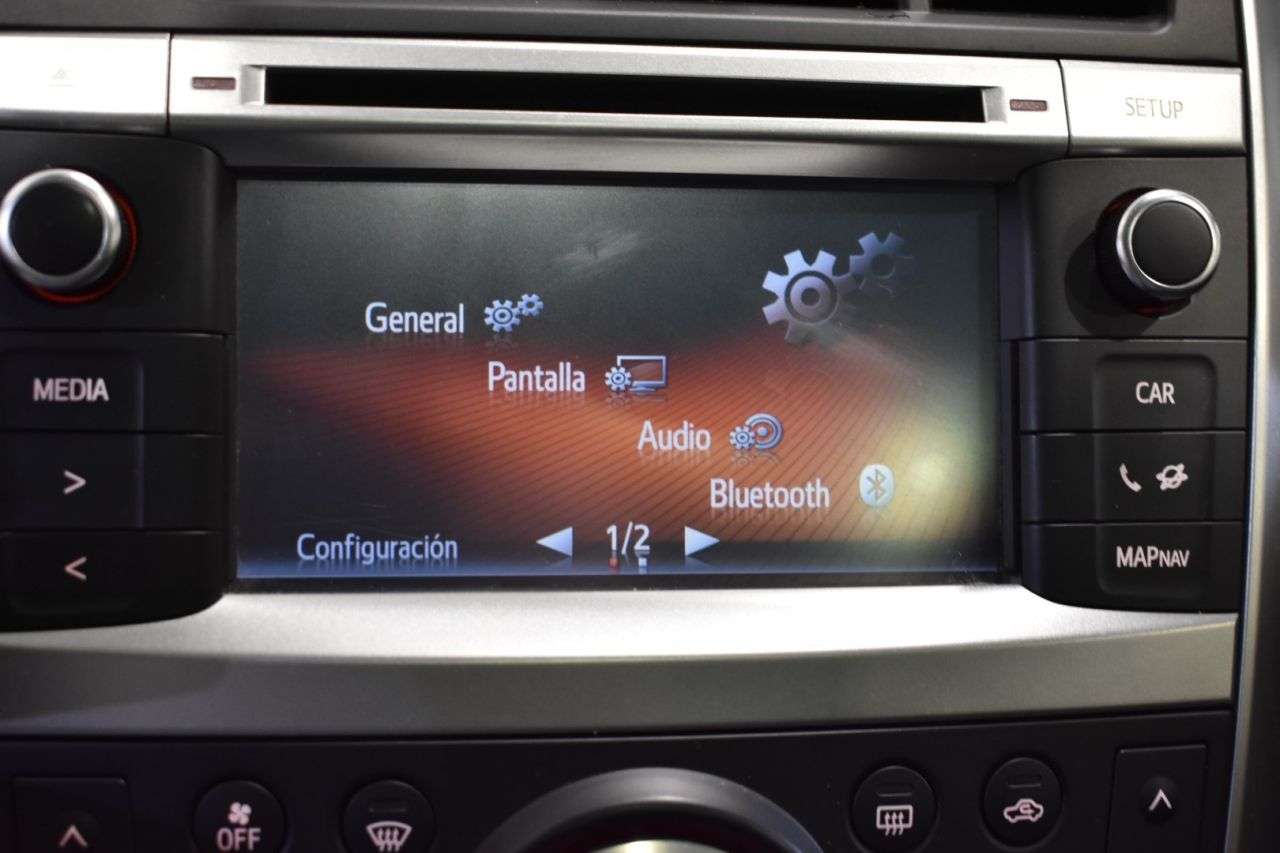 SETUP
MEDIA
>
<
General
Pantalla
Audio
Bluetooth
Configuración
1/2
CAR
MAPNAV
OFF